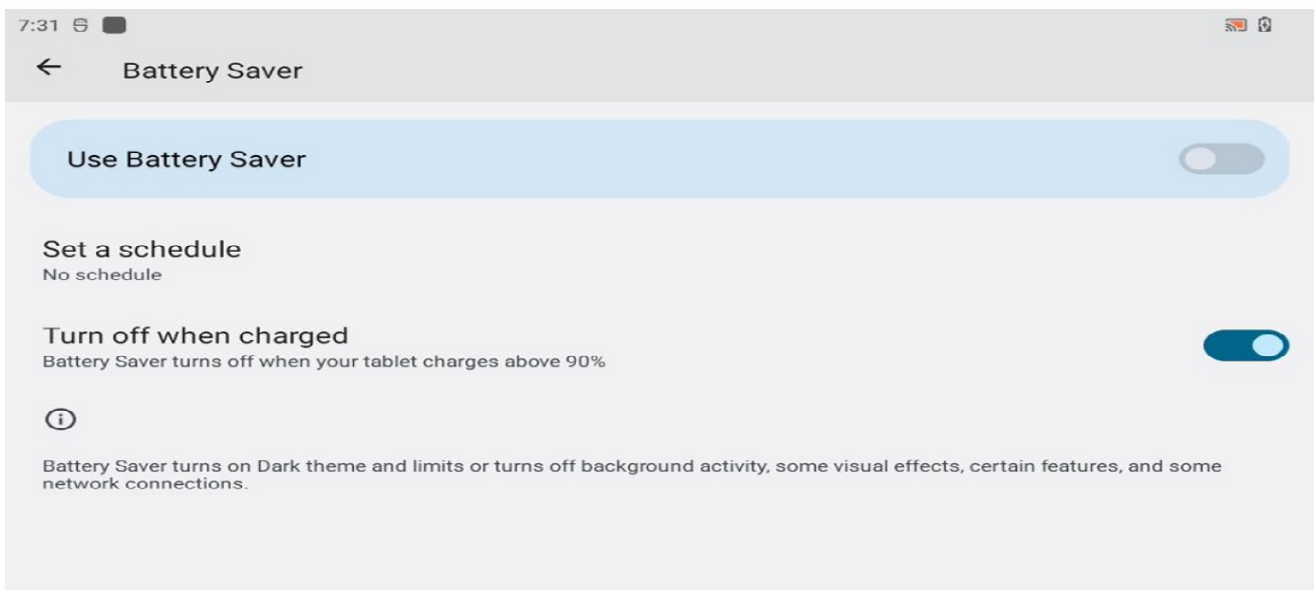 7:31
Battery Saver
Use Battery Saver
Set a schedule
No schedule
Turn off when charged
Battery Saver turns off when your tablet charges above 90%
Battery Saver turns on Dark theme and limits or turns off background activity, some visual effects, certain features, and some
network connections.